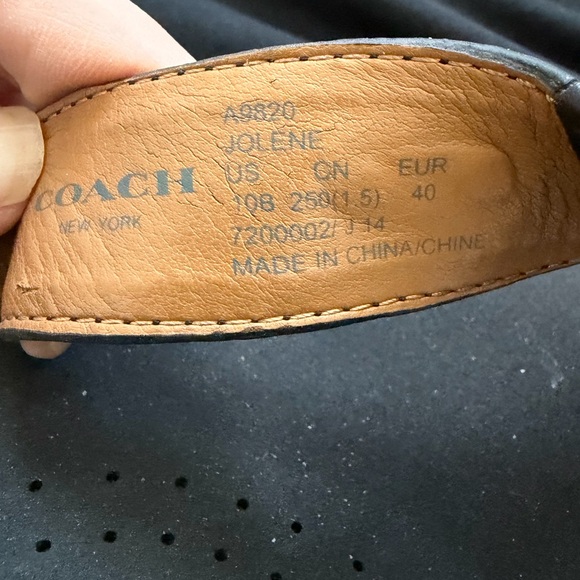 COACH
NEW YORK
A9820
JOLENE
US CN EUR
10B 250(1.5) 40
7200002/ J 14
MADE IN CHINA/CHINE